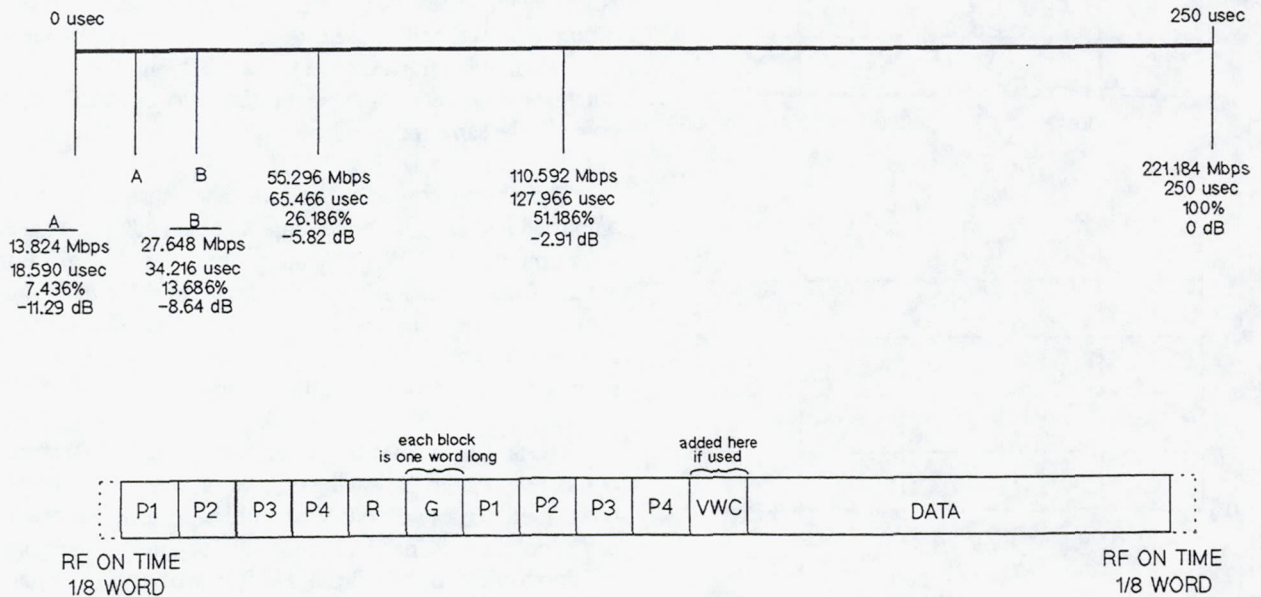 0 usec
250 usec
A
B
55.296 Mbps
65.466 usec
26.186%
-5.82 dB
110.592 Mbps
127.966 usec
51.186%
-2.91 dB
221.184 Mbps
250 usec
100%
0 dB
A
13.824 Mbps
18.590 usec
7.436%
-11.29 dB
B
27.648 Mbps
34.216 usec
13.686%
-8.64 dB
each block
is one word long
added here
if used
P1 P2 P3 P4 R G P1 P2 P3 P4 VWC DATA
RF ON TIME
1/8 WORD
RF ON TIME
1/8 WORD